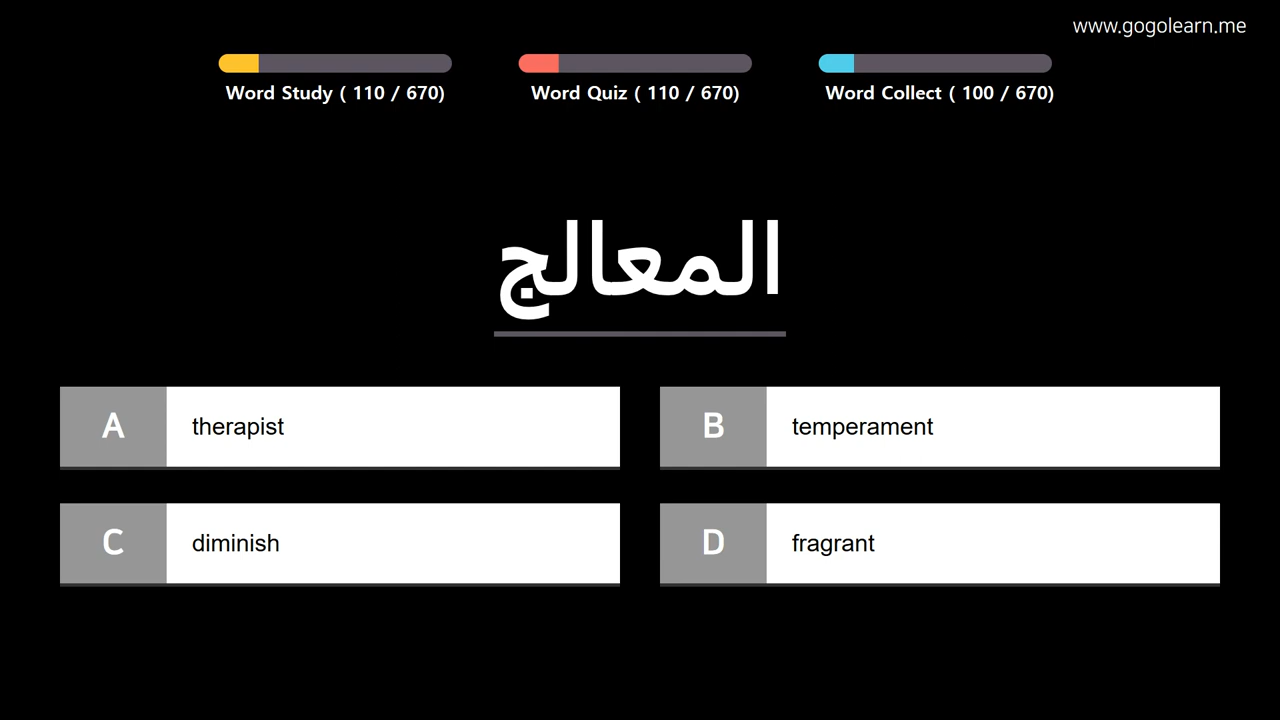 www.gogolearn.me
Word Study ( 110 / 670)
Word Quiz ( 110 / 670)
Word Collect ( 100 / 670)
المعالج
A therapist
B temperament
C diminish
D fragrant